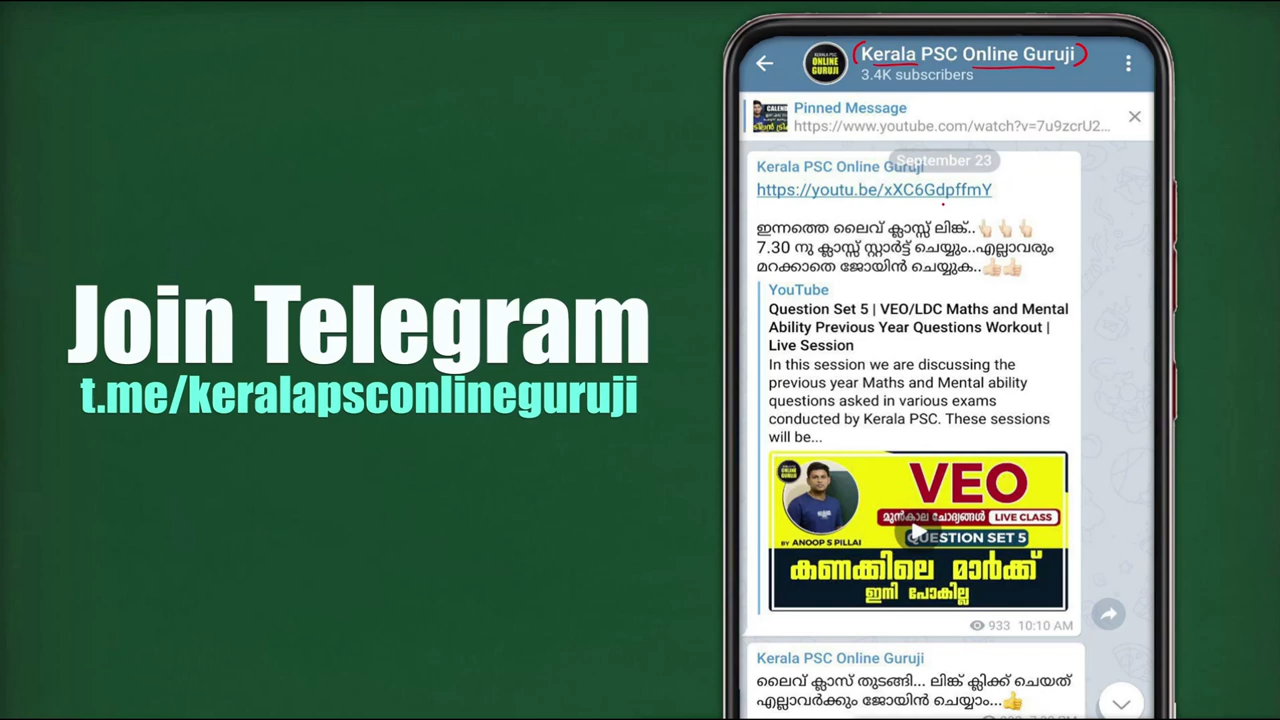 Join Telegram
t.me/keralapsconlineguruji
KERALA PSC
ONLINE
GURUJI
Kerala PSC Online Guruji
3.4K subscribers
Pinned Message
https://www.youtube.com/watch?v=7u9zcrU2...
September 23
Kerala PSC Online Guruji
https://youtu.be/xXC6GdpffmY
ഇന്നത്തെ ലൈവ് ക്ലാസ്സ് ലിങ്ക്..👆🏻👆🏻👆🏻
7.30 നു ക്ലാസ്സ് സ്റ്റാർട്ട് ചെയ്യും..എല്ലാവരും
മറക്കാതെ ജോയിൻ ചെയ്യുക..👍🏻👍🏻
YouTube
Question Set 5 | VEO/LDC Maths and Mental
Ability Previous Year Questions Workout |
Live Session
In this session we are discussing the
previous year Maths and Mental ability
questions asked in various exams
conducted by Kerala PSC. These sessions
will be...
VEO
മുൻകാല ചോദ്യങ്ങൾ LIVE CLASS
BY ANOOP S PILLAI
QUESTION SET 5
കണക്കിലെ മാർക്ക്
ഇനി പോകില്ല
933 10:10 AM
Kerala PSC Online Guruji
ലൈവ് ക്ലാസ് തുടങ്ങി... ലിങ്ക് ക്ലിക്ക് ചെയത്
എല്ലാവർക്കും ജോയിൻ ചെയ്യാം...👍